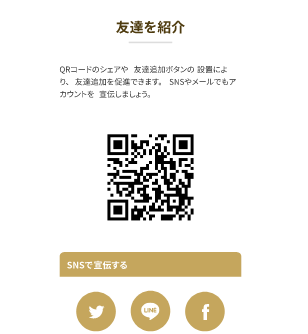 友達を紹介
QRコードのシェアや 友達追加ボタンの 設置によ
り、 友達追加を促進できます。 SNSやメールでもア
カウントを 宣伝しましょう。
SNSで宣伝する
LINE